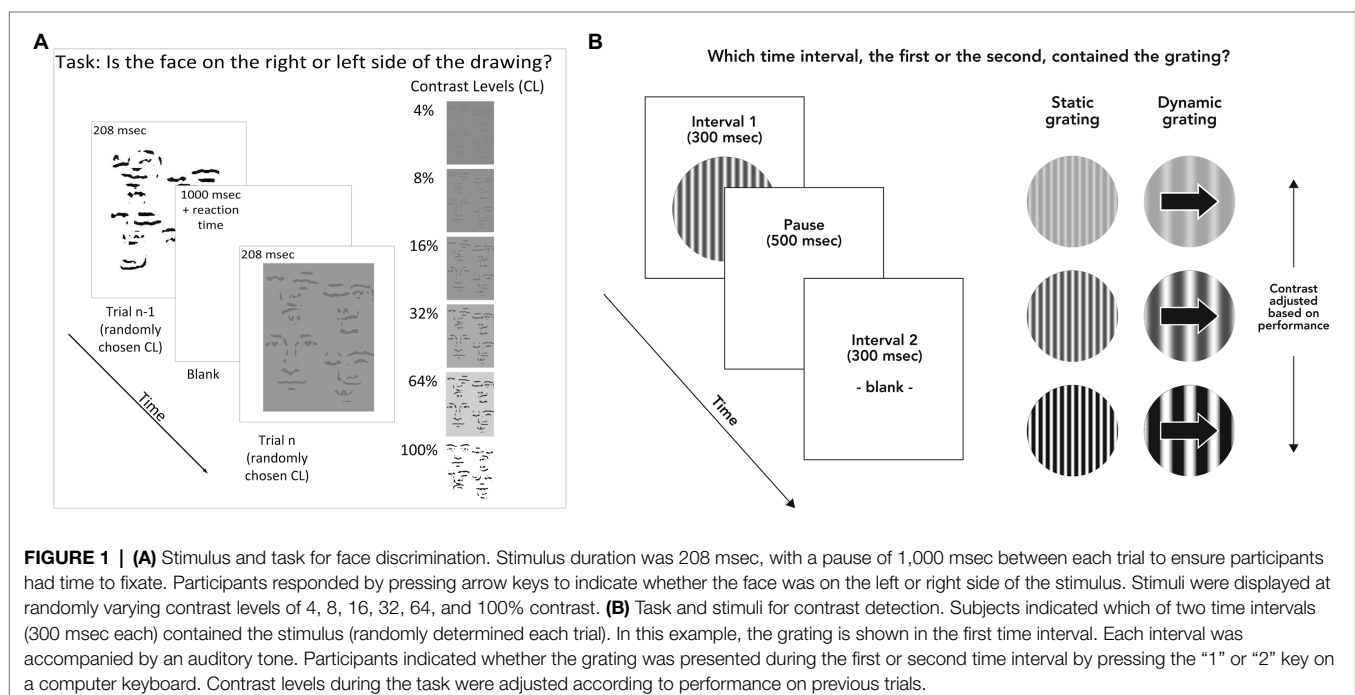 A
Task: Is the face on the right or left side of the drawing?
Contrast Levels (CL)
4%
8%
16%
32%
64%
100%
208 msec
1000 msec
+ reaction
time
208 msec
Trial n-1
(randomly
chosen CL)
Blank
Trial n
(randomly
chosen CL)
Time
B
Which time interval, the first or the second, contained the grating?
Interval 1
(300 msec)
Pause
(500 msec)
Interval 2
(300 msec)
- blank -
Time
Static
grating
Dynamic
grating
Contrast
adjusted
based on
performance
FIGURE 1 | (A) Stimulus and task for face discrimination. Stimulus duration was 208 msec, with a pause of 1,000 msec between each trial to ensure participants
had time to fixate. Participants responded by pressing arrow keys to indicate whether the face was on the left or right side of the stimulus. Stimuli were displayed at
randomly varying contrast levels of 4, 8, 16, 32, 64, and 100% contrast. (B) Task and stimuli for contrast detection. Subjects indicated which of two time intervals
(300 msec each) contained the stimulus (randomly determined each trial). In this example, the grating is shown in the first time interval. Each interval was
accompanied by an auditory tone. Participants indicated whether the grating was presented during the first or second time interval by pressing the “1” or “2” key on
a computer keyboard. Contrast levels during the task were adjusted according to performance on previous trials.